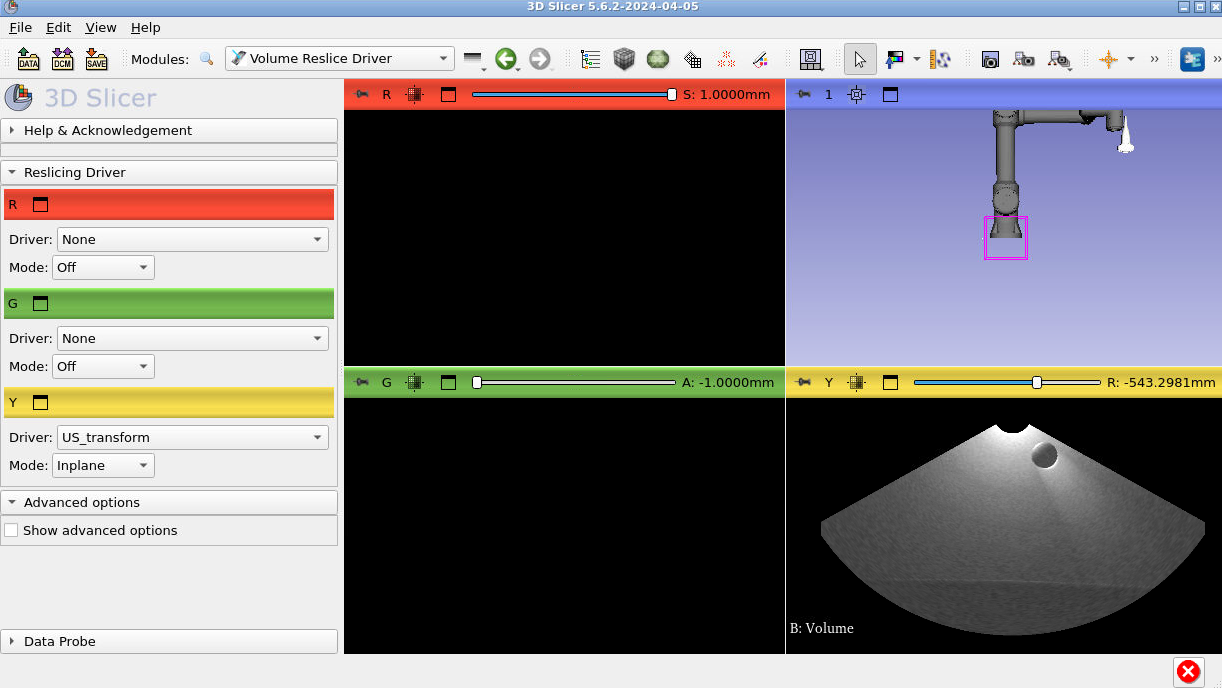 3D Slicer 5.6.2-2024-04-05
File Edit View Help
DATA DCM SAVE Modules: Volume Reslice Driver
3D Slicer
Help & Acknowledgement
Reslicing Driver
R
Driver: None
Mode: Off
G
Driver: None
Mode: Off
Y
Driver: US_transform
Mode: Inplane
Advanced options
Show advanced options
Data Probe
R S: 1.0000mm
1
G A: -1.0000mm
Y R: -543.2981mm
B: Volume